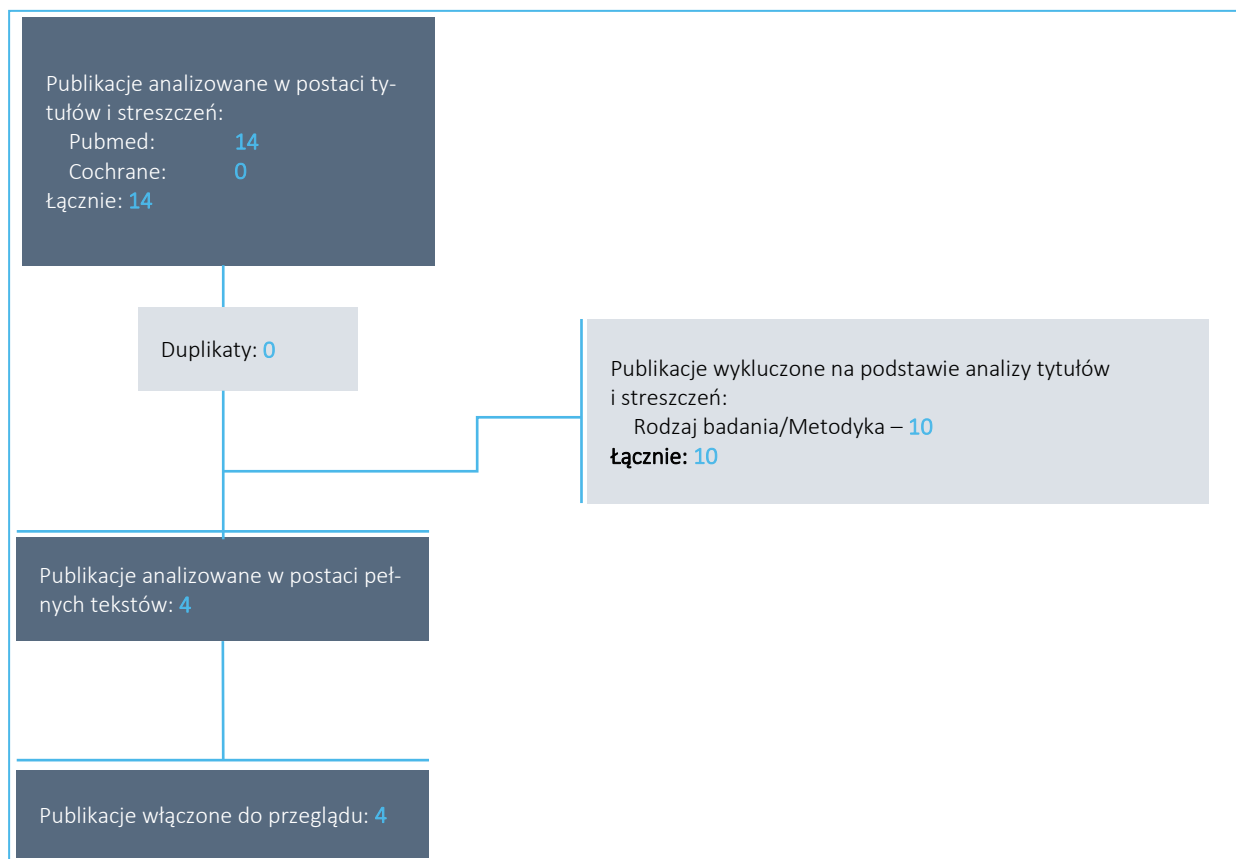 Publikacje analizowane w postaci ty-
tułów i streszczeń:
Pubmed: 14
Cochrane: 0
Łącznie: 14
Duplikaty: 0
Publikacje wykluczone na podstawie analizy tytułów
i streszczeń:
Rodzaj badania/Metodyka – 10
Łącznie: 10
Publikacje analizowane w postaci peł-
nych tekstów: 4
Publikacje włączone do przeglądu: 4